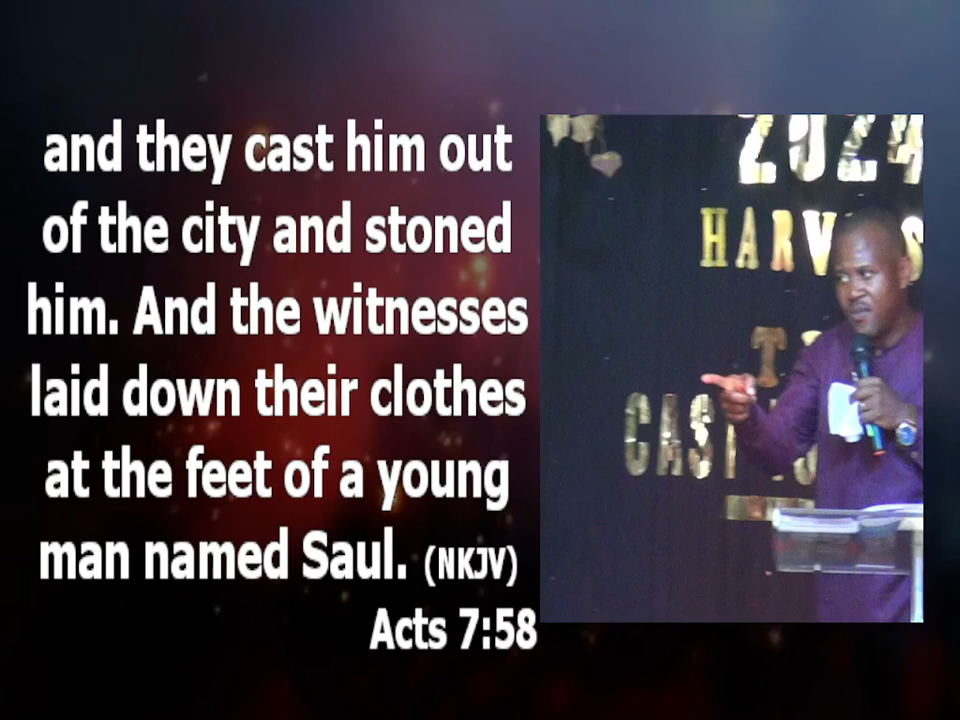 and they cast him out
of the city and stoned
him. And the witnesses
laid down their clothes
at the feet of a young
man named Saul. (NKJV)
Acts 7:58
2024